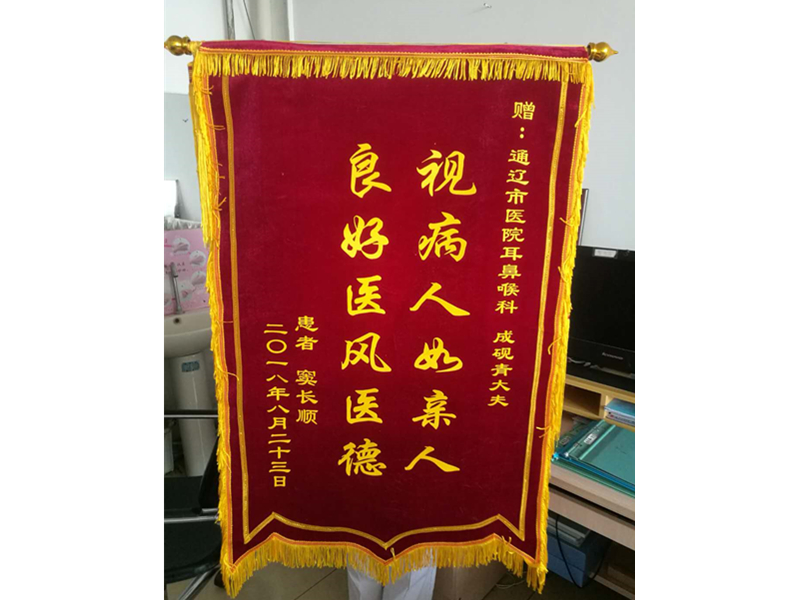 赠：通辽市医院耳鼻喉科 成砚青大夫
视病人如亲人
良好医风医德
患者 窦长顺
二〇一八年八月二十三日